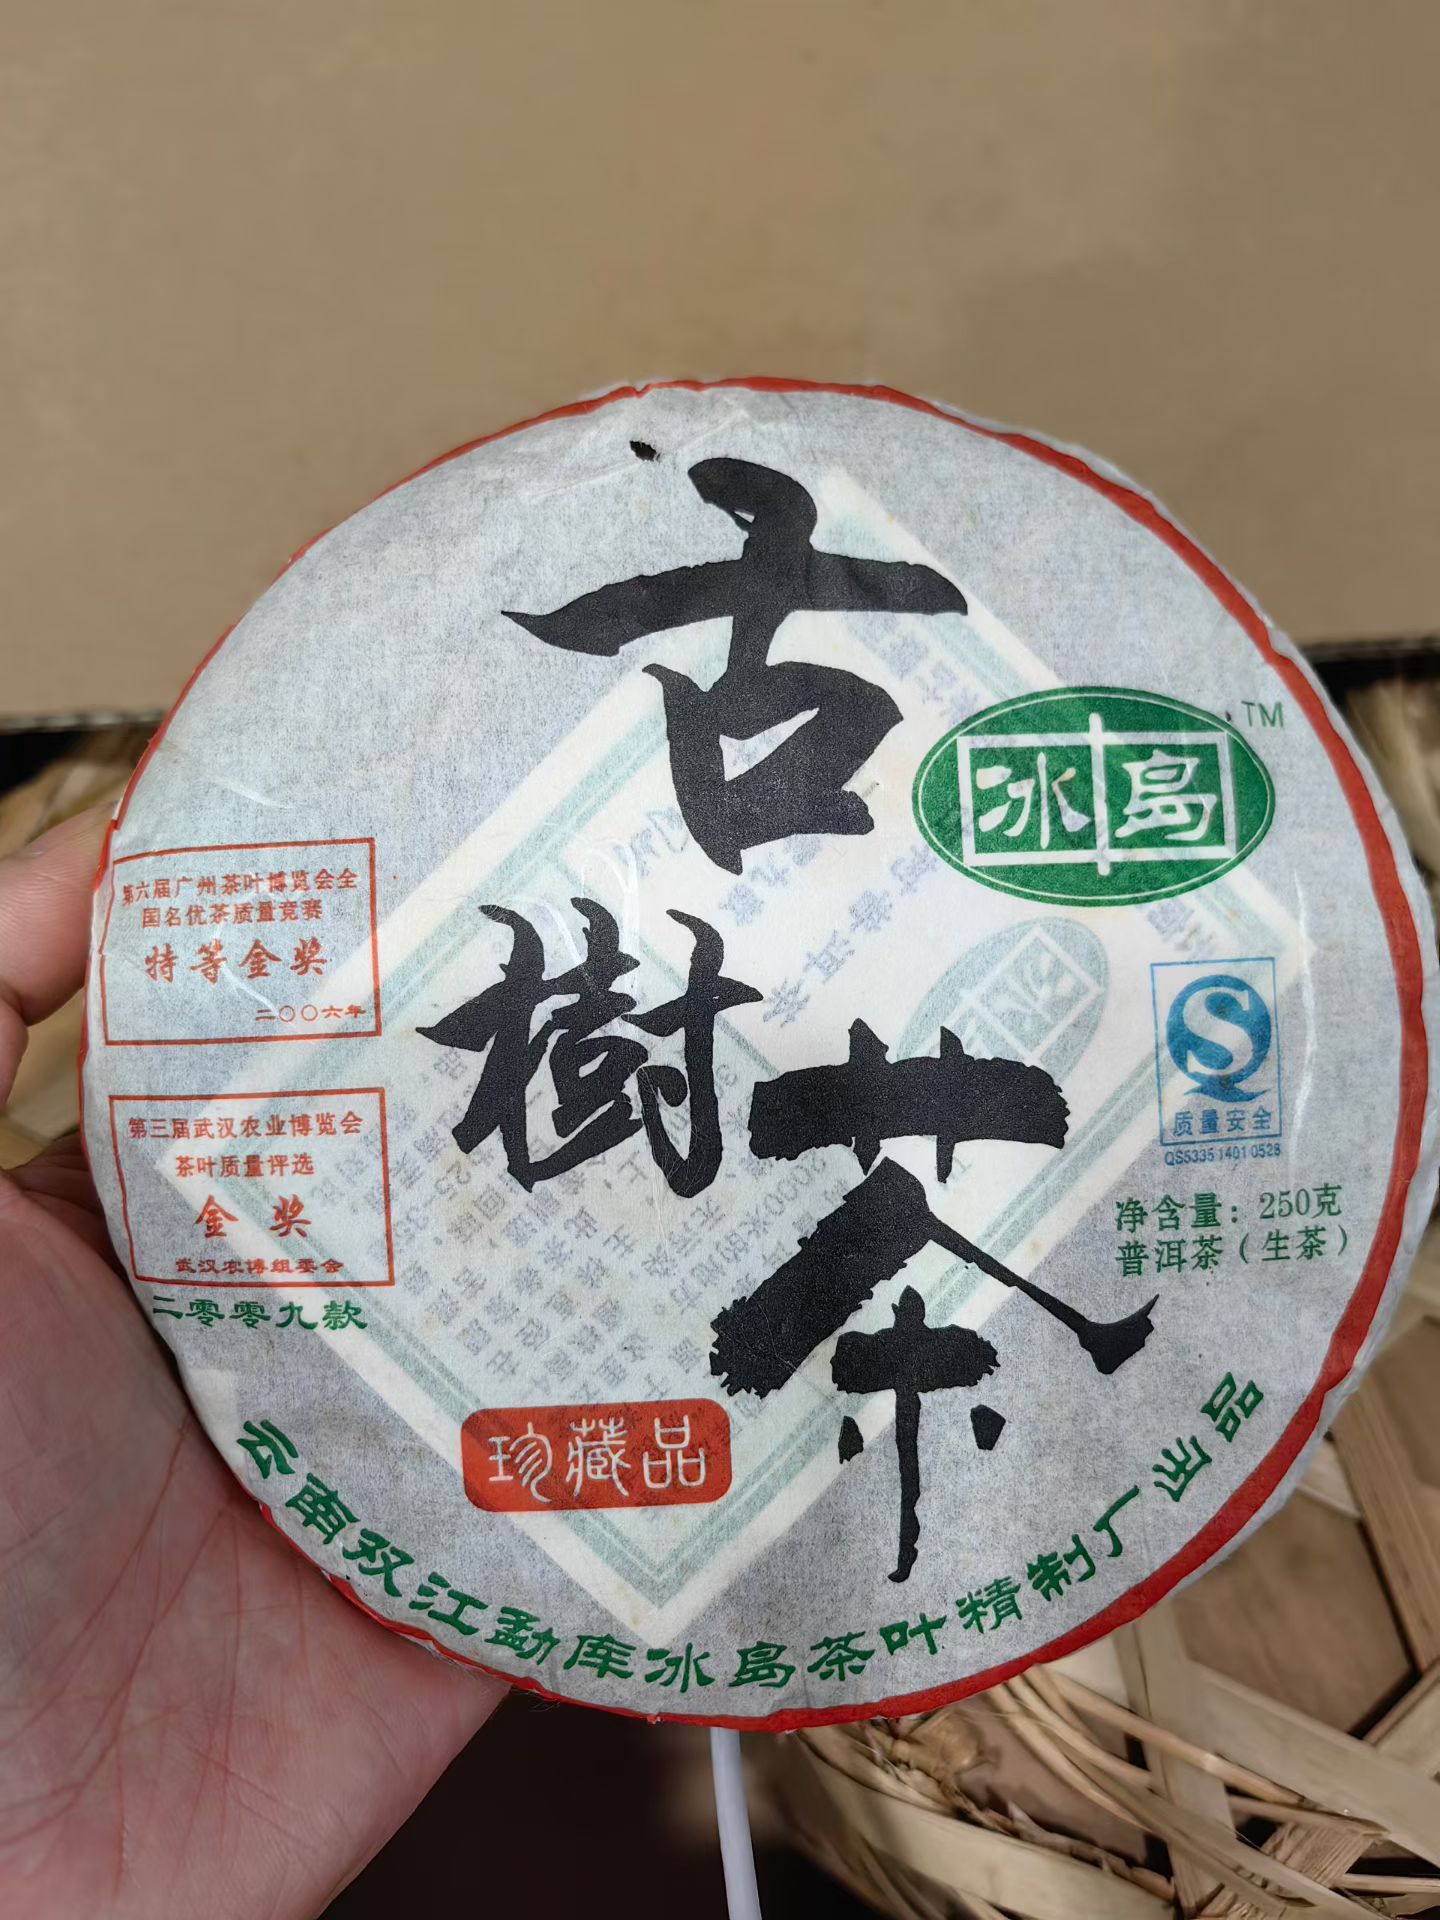 古樹茶
冰岛 TM
第六届广州茶叶博览会全
国名优茶质量竞赛
特等金奖
二〇〇六年
第三届武汉农业博览会
茶叶质量评选
金奖
武汉农博组委会
二零零九款
质量安全
QS5335 1401 0528
净含量：250克
普洱茶（生茶）
珍藏品
云南双江勐库冰岛茶叶精制厂出品